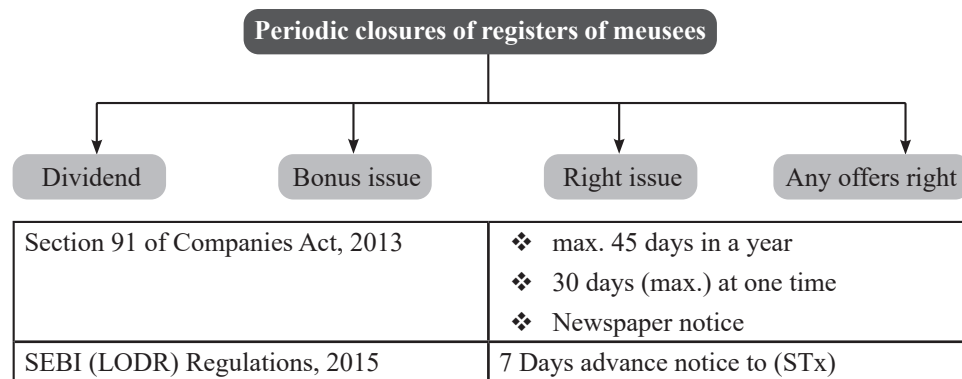 Periodic closures of registers of meusees
Dividend
Bonus issue
Right issue
Any offers right
Section 91 of Companies Act, 2013
❖ max. 45 days in a year
❖ 30 days (max.) at one time
❖ Newspaper notice
SEBI (LODR) Regulations, 2015
7 Days advance notice to (STx)